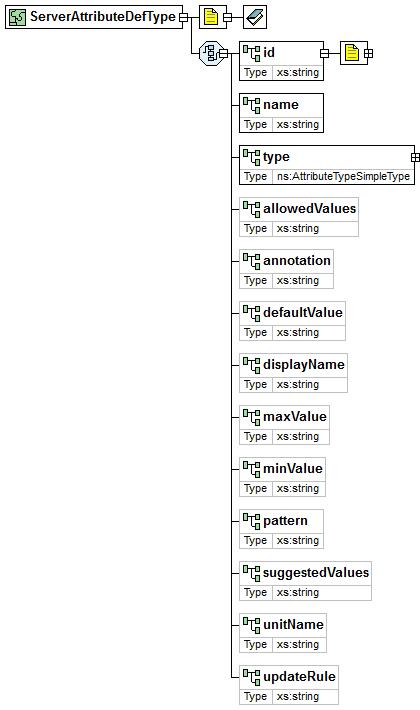 ServerAttributeDefType
id
Type xs:string
name
Type xs:string
type
Type ns:AttributeTypeSimpleType
allowedValues
Type xs:string
annotation
Type xs:string
defaultValue
Type xs:string
displayName
Type xs:string
maxValue
Type xs:string
minValue
Type xs:string
pattern
Type xs:string
suggestedValues
Type xs:string
unitName
Type xs:string
updateRule
Type xs:string